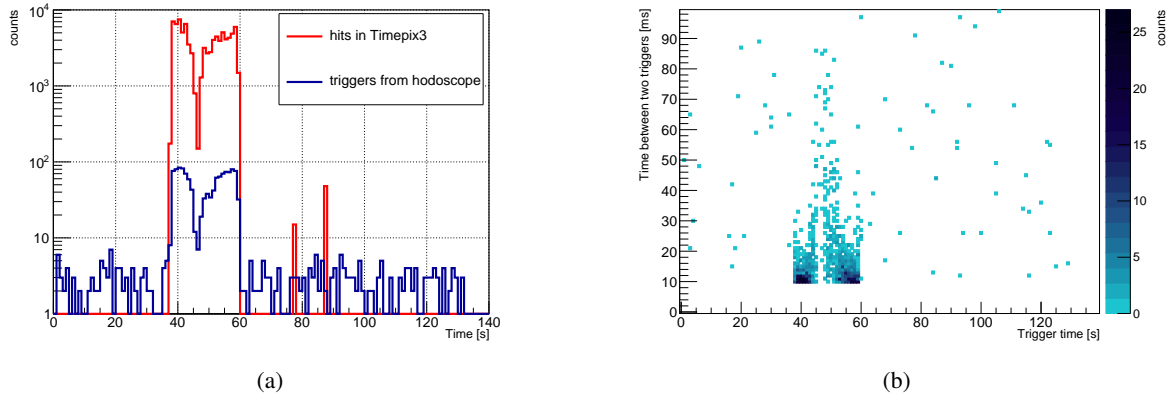 counts
10⁴
10³
10²
10
1
0 20 40 60 80 100 120 140
Time [s]
hits in Timepix3
triggers from hodoscope
(a)
Time between two triggers [ms]
90
80
70
60
50
40
30
20
10
0
0 20 40 60 80 100 120
Trigger time [s]
counts
25
20
15
10
5
0
(b)